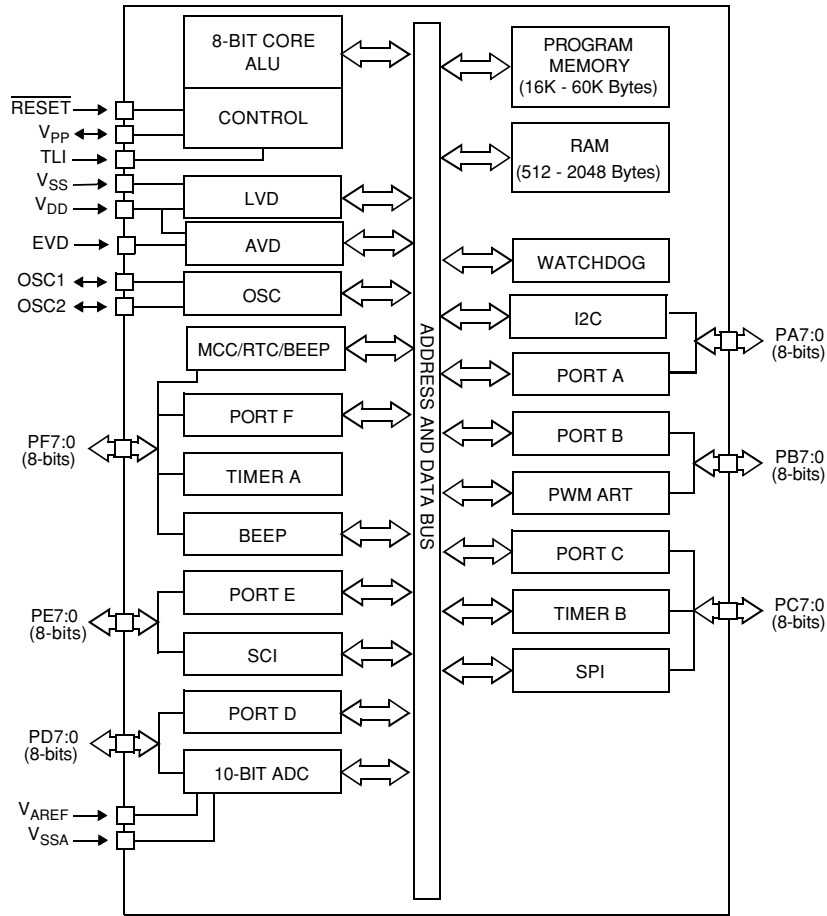 8-BIT CORE
ALU
CONTROL
RESET
VPP
TLI
VSS
VDD
EVD
OSC1
OSC2
LVD
AVD
OSC
MCC/RTC/BEEP
PORT F
TIMER A
BEEP
PF7:0
(8-bits)
PORT E
SCI
PE7:0
(8-bits)
PORT D
10-BIT ADC
PD7:0
(8-bits)
VAREF
VSSA
ADDRESS AND DATA BUS
PROGRAM
MEMORY
(16K - 60K Bytes)
RAM
(512 - 2048 Bytes)
WATCHDOG
I2C
PORT A
PA7:0
(8-bits)
PORT B
PWM ART
PB7:0
(8-bits)
PORT C
TIMER B
SPI
PC7:0
(8-bits)